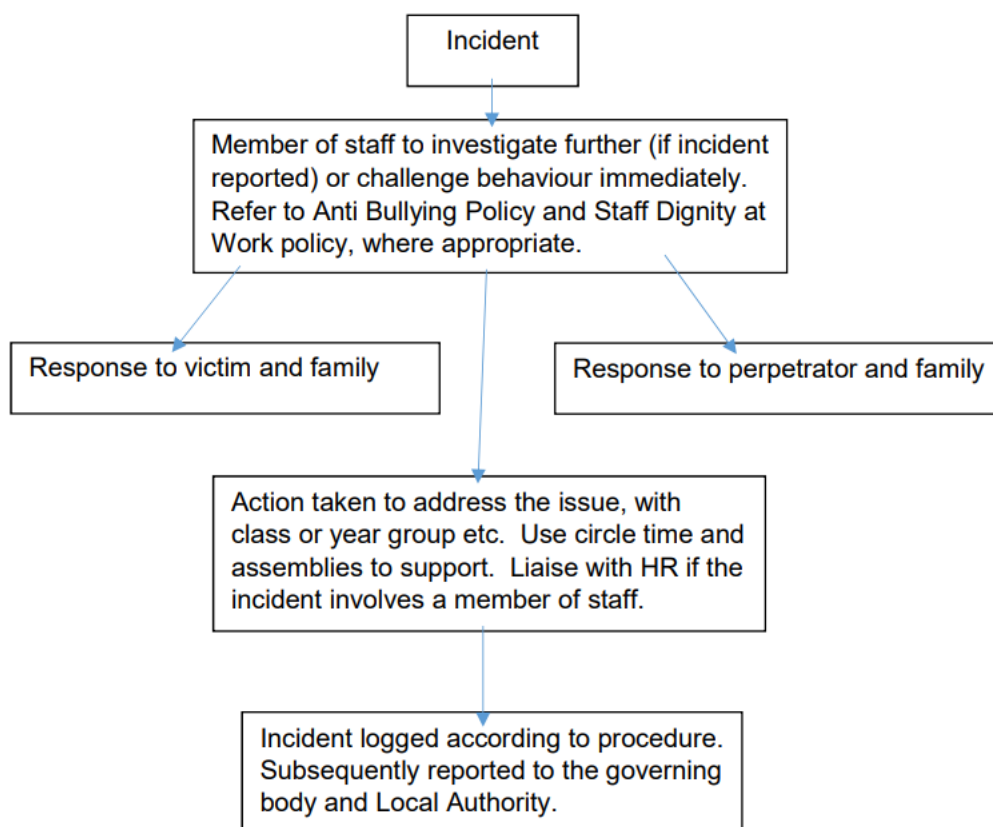 Incident
Member of staff to investigate further (if incident
reported) or challenge behaviour immediately.
Refer to Anti Bullying Policy and Staff Dignity at
Work policy, where appropriate.
Response to victim and family
Response to perpetrator and family
Action taken to address the issue, with
class or year group etc.  Use circle time and
assemblies to support.  Liaise with HR if the
incident involves a member of staff.
Incident logged according to procedure.
Subsequently reported to the governing
body and Local Authority.